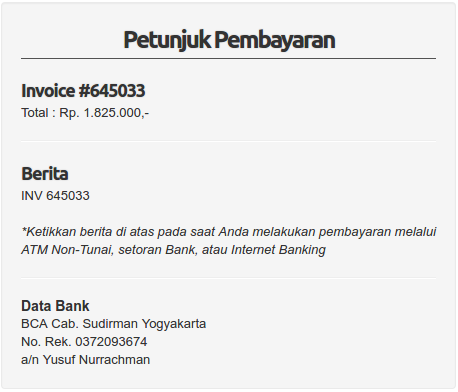 Petunjuk Pembayaran
Invoice #645033
Total : Rp. 1.825.000,-
Berita
INV 645033
*Ketikkan berita di atas pada saat Anda melakukan pembayaran melalui
ATM Non-Tunai, setoran Bank, atau Internet Banking
Data Bank
BCA Cab. Sudirman Yogyakarta
No. Rek. 0372093674
a/n Yusuf Nurrachman